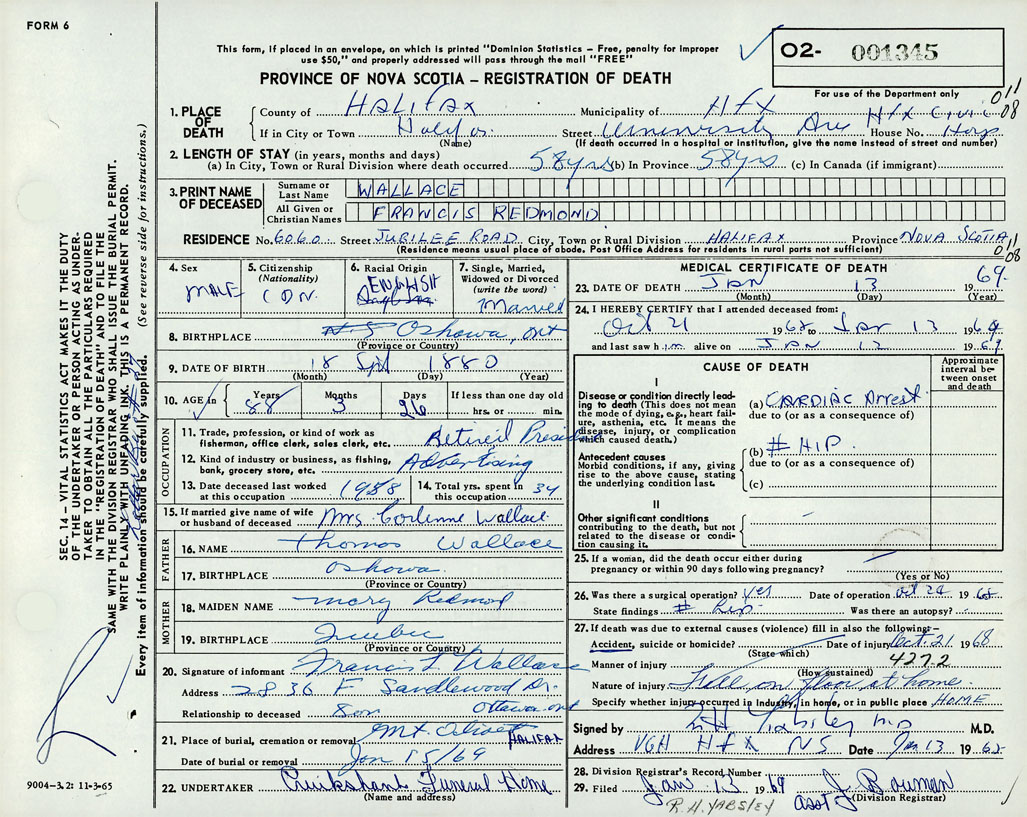 FORM 6
This form, if placed in an envelope, on which is printed "Dominion Statistics – Free, penalty for improper
use $50," and properly addressed will pass through the mail "FREE"
O2- 001345
PROVINCE OF NOVA SCOTIA – REGISTRATION OF DEATH
For use of the Department only
011
08
1. PLACE OF DEATH
County of HALIFAX Municipality of HFX
HFX Civic
If in City or Town Halifax Street University Ave House No. Hosp
(Name) (If death occurred in a hospital or institution, give the name instead of street and number)
2. LENGTH OF STAY (in years, months and days)
(a) In City, Town or Rural Division where death occurred 58 yrs (b) In Province 58 yrs (c) In Canada (if immigrant)
3. PRINT NAME OF DECEASED
Surname or Last Name WALLACE
All Given or Christian Names FRANCIS REDMOND
RESIDENCE No. 6060 Street JUBILEE ROAD City, Town or Rural Division HALIFAX Province NOVA SCOTIA
(Residence means usual place of abode. Post Office Address for residents in rural parts not sufficient)
011
08
4. Sex MALE
5. Citizenship (Nationality) CDN.
6. Racial Origin ENGLISH
7. Single, Married, Widowed or Divorced (write the word) Married
8. BIRTHPLACE N S Oshowa, Ont
(Province or Country)
9. DATE OF BIRTH 18 Sept 1880
(Month) (Day) (Year)
10. AGE Years 88 Months 3 Days 26 If less than one day old
hrs. or min.
OCCUPATION
11. Trade, profession, or kind of work as
fisherman, office clerk, sales clerk, etc. Retired President
12. Kind of industry or business, as fishing,
bank, grocery store, etc. Advertising
13. Date deceased last worked
at this occupation 1958
14. Total yrs. spent in
this occupation 34
15. If married give name of wife
or husband of deceased Mrs. Corlenne Wallace
FATHER
16. NAME Thomas Wallace
17. BIRTHPLACE Oshowa
(Province or Country)
MOTHER
18. MAIDEN NAME Mary Redmond
19. BIRTHPLACE Quebec
(Province or Country)
20. Signature of informant Francis L. Wallace
Address 2836 F Sandlewood Dr.
Ottawa ont
Relationship to deceased Son
21. Place of burial, cremation or removal Mt. Olivet HALIFAX
Date of burial or removal Jan 15/69
22. UNDERTAKER Cruikshank Funeral Home
(Name and address)
MEDICAL CERTIFICATE OF DEATH
23. DATE OF DEATH JAN 13 1969
(Month) (Day) (Year)
24. I HEREBY CERTIFY that I attended deceased from:
Oct 21 1968 to Jan 13 1969
and last saw him alive on JAN 12 1969
CAUSE OF DEATH
Approximate interval between onset and death
I
Disease or condition directly leading to death (This does not mean the mode of dying, e.g., heart failure, asthenia, etc. It means the disease, injury, or complication which caused death.)
(a) CARDIAC Arrest
due to (or as a consequence of)
Antecedent causes
Morbid conditions, if any, giving rise to the above cause, stating the underlying condition last.
(b) # HIP
due to (or as a consequence of)
(c)
II
Other significant conditions contributing to the death, but not related to the disease or condition causing it.
25. If a woman, did the death occur either during
pregnancy or within 90 days following pregnancy?
(Yes or No)
26. Was there a surgical operation? Yes Date of operation Oct. 24 1968
State findings # Hip Was there an autopsy? -
27. If death was due to external causes (violence) fill in also the following:–
Accident, suicide or homicide? Date of injury Oct. 21 1968
(State which) 4272
Manner of injury
(How sustained)
Nature of injury Fell on floor at home.
Specify whether injury occurred in industry, in home, or in public place HOME
Signed by RH Yabsley MD M.D.
Address VGH HFX NS Date Jan 13 1969
28. Division Registrar's Record Number
29. Filed Jan 13 1969 J. Bowman
(Division Registrar)
R.H. YABSLEY asst
SEC. 14 – VITAL STATISTICS ACT MAKES IT THE DUTY
OF THE UNDERTAKER OR PERSON ACTING AS UNDER-
TAKER TO OBTAIN ALL THE PARTICULARS REQUIRED
IN THE "REGISTRATION OF DEATH" AND TO FILE THE
SAME WITH THE DIVISION REGISTRAR WHO SHALL ISSUE THE BURIAL PERMIT.
WRITE PLAINLY WITH UNFADING INK. THIS IS A PERMANENT RECORD.
Every item of information should be carefully supplied. (See reverse side for instructions.)
9004-3.2: 11-3-65